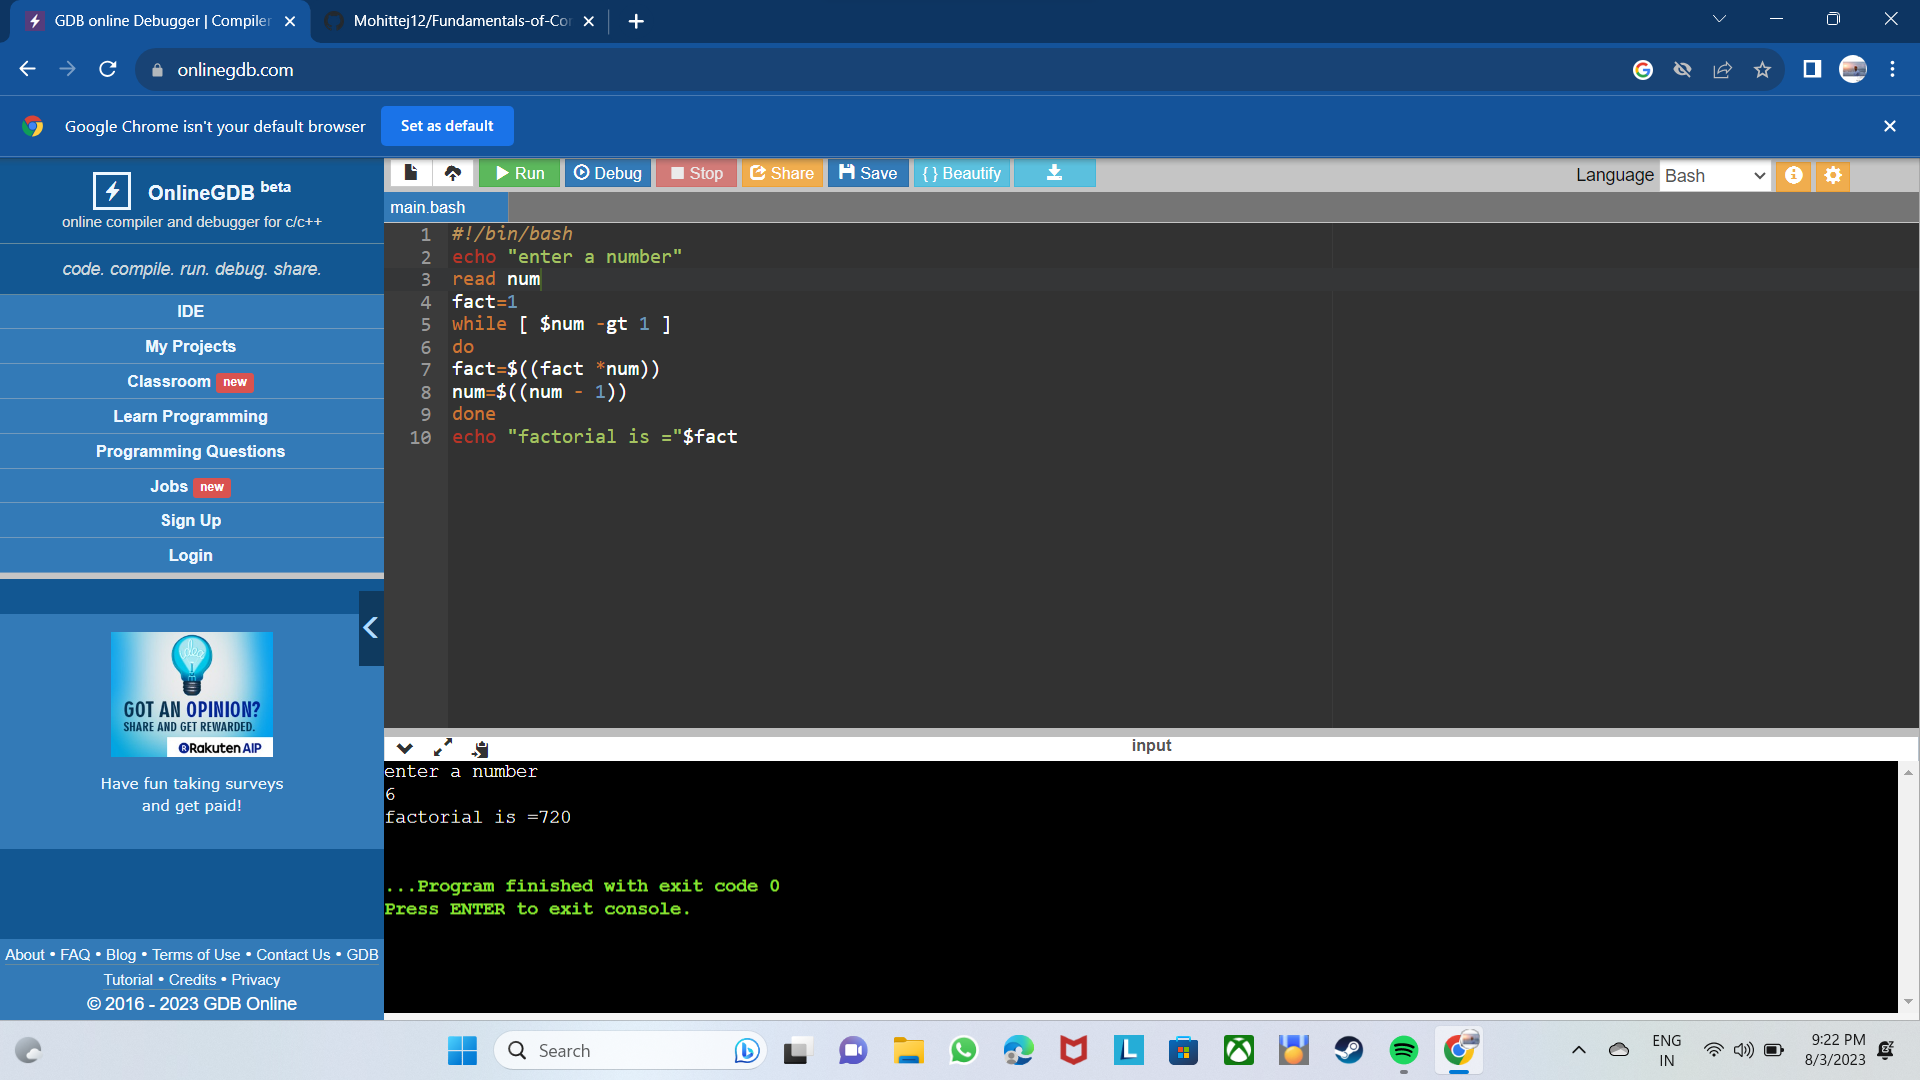 GDB online Debugger | Compiler
Mohittej12/Fundamentals-of-Co
onlinegdb.com
Google Chrome isn't your default browser
Set as default
OnlineGDB beta
online compiler and debugger for c/c++
code. compile. run. debug. share.
IDE
My Projects
Classroom new
Learn Programming
Programming Questions
Jobs new
Sign Up
Login
GOT AN OPINION?
SHARE AND GET REWARDED.
Rakuten AIP
Have fun taking surveys
and get paid!
About • FAQ • Blog • Terms of Use • Contact Us • GDB
Tutorial • Credits • Privacy
© 2016 - 2023 GDB Online
Run Debug Stop Share Save { } Beautify
Language Bash
main.bash
1 #!/bin/bash
2 echo "enter a number"
3 read num
4 fact=1
5 while [ $num -gt 1 ]
6 do
7 fact=$((fact *num))
8 num=$((num - 1))
9 done
10 echo "factorial is ="$fact
input
enter a number
6
factorial is =720
...Program finished with exit code 0
Press ENTER to exit console.
Search
ENG
IN
9:22 PM
8/3/2023